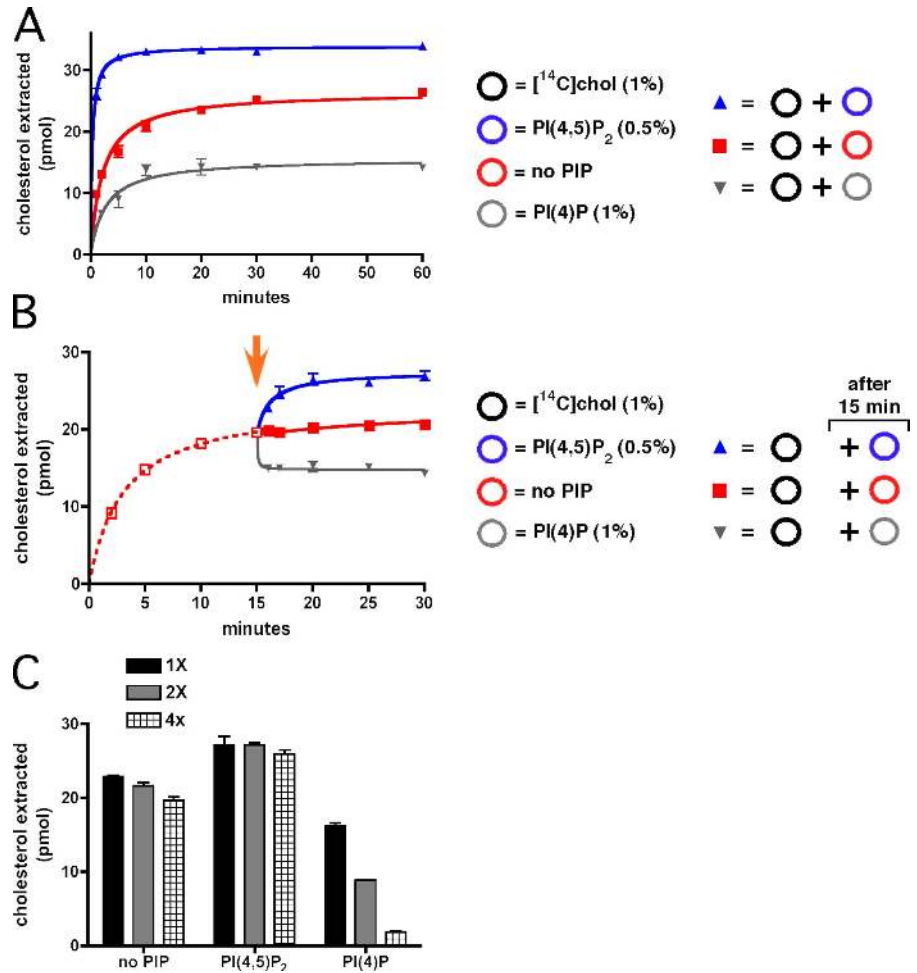 A
cholesterol extracted
(pmol)
30
20
10
0
0 10 20 30 40 50 60
minutes
= [14C]chol (1%)
= PI(4,5)P2 (0.5%)
= no PIP
= PI(4)P (1%)
= +
= +
= +
B
cholesterol extracted
(pmol)
30
20
10
0
0 5 10 15 20 25 30
minutes
= [14C]chol (1%)
= PI(4,5)P2 (0.5%)
= no PIP
= PI(4)P (1%)
after
15 min
= +
= +
= +
C
1X
2X
4x
cholesterol extracted
(pmol)
30
20
10
0
no PIP PI(4,5)P2 PI(4)P